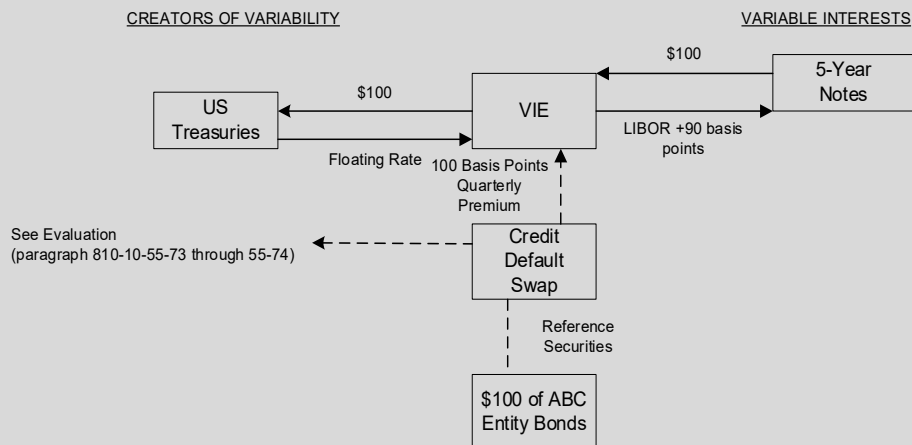 CREATORS OF VARIABILITY
VARIABLE INTERESTS
$100
5-Year
Notes
US
Treasuries
$100
VIE
LIBOR +90 basis
points
Floating Rate
100 Basis Points
Quarterly
Premium
See Evaluation
(paragraph 810-10-55-73 through 55-74)
Credit
Default
Swap
Reference
Securities
$100 of ABC
Entity Bonds